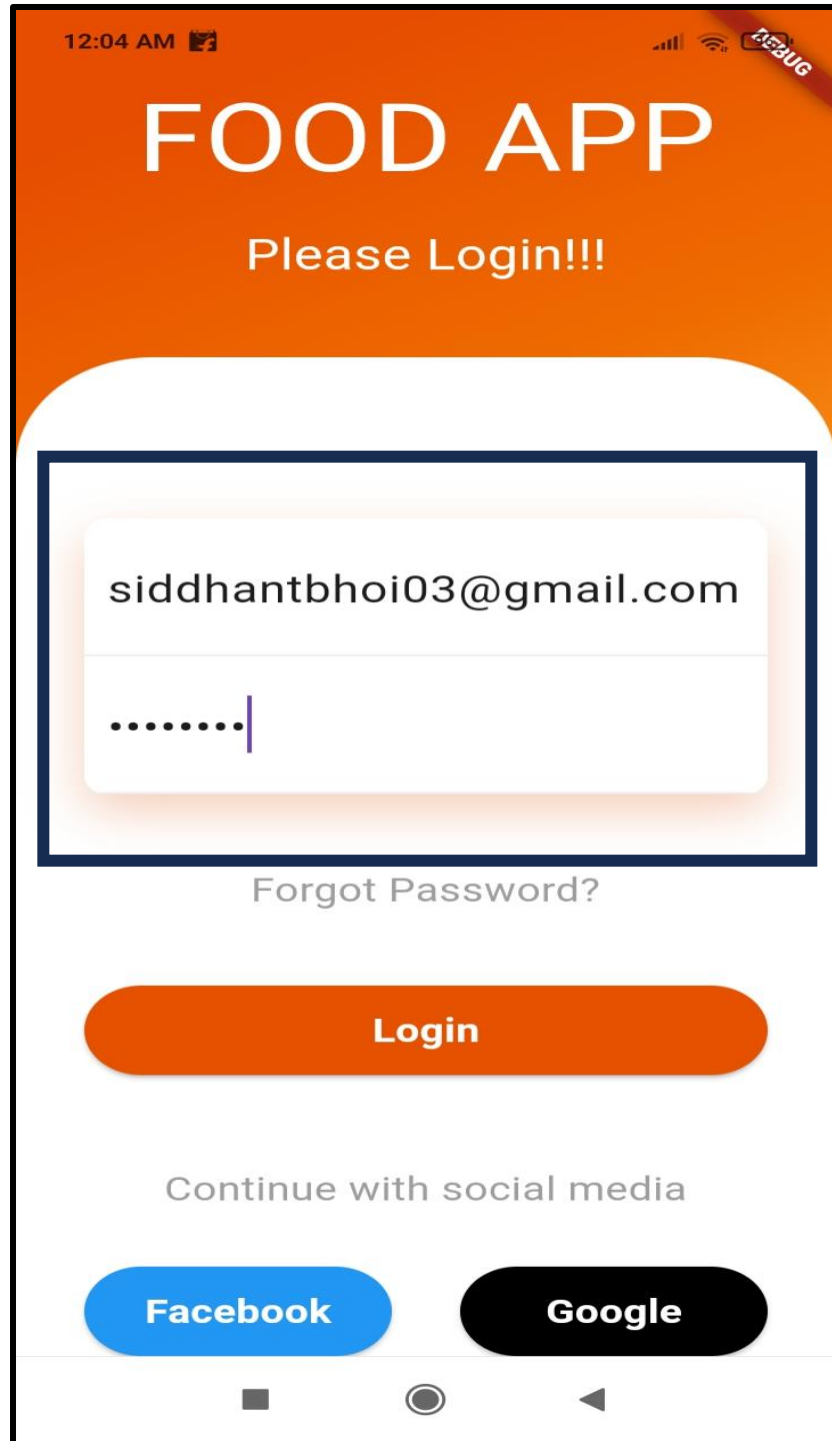 12:04 AM
DEBUG
FOOD APP
Please Login!!!
siddhantbhoi03@gmail.com
••••••••
Forgot Password?
Login
Continue with social media
Facebook
Google